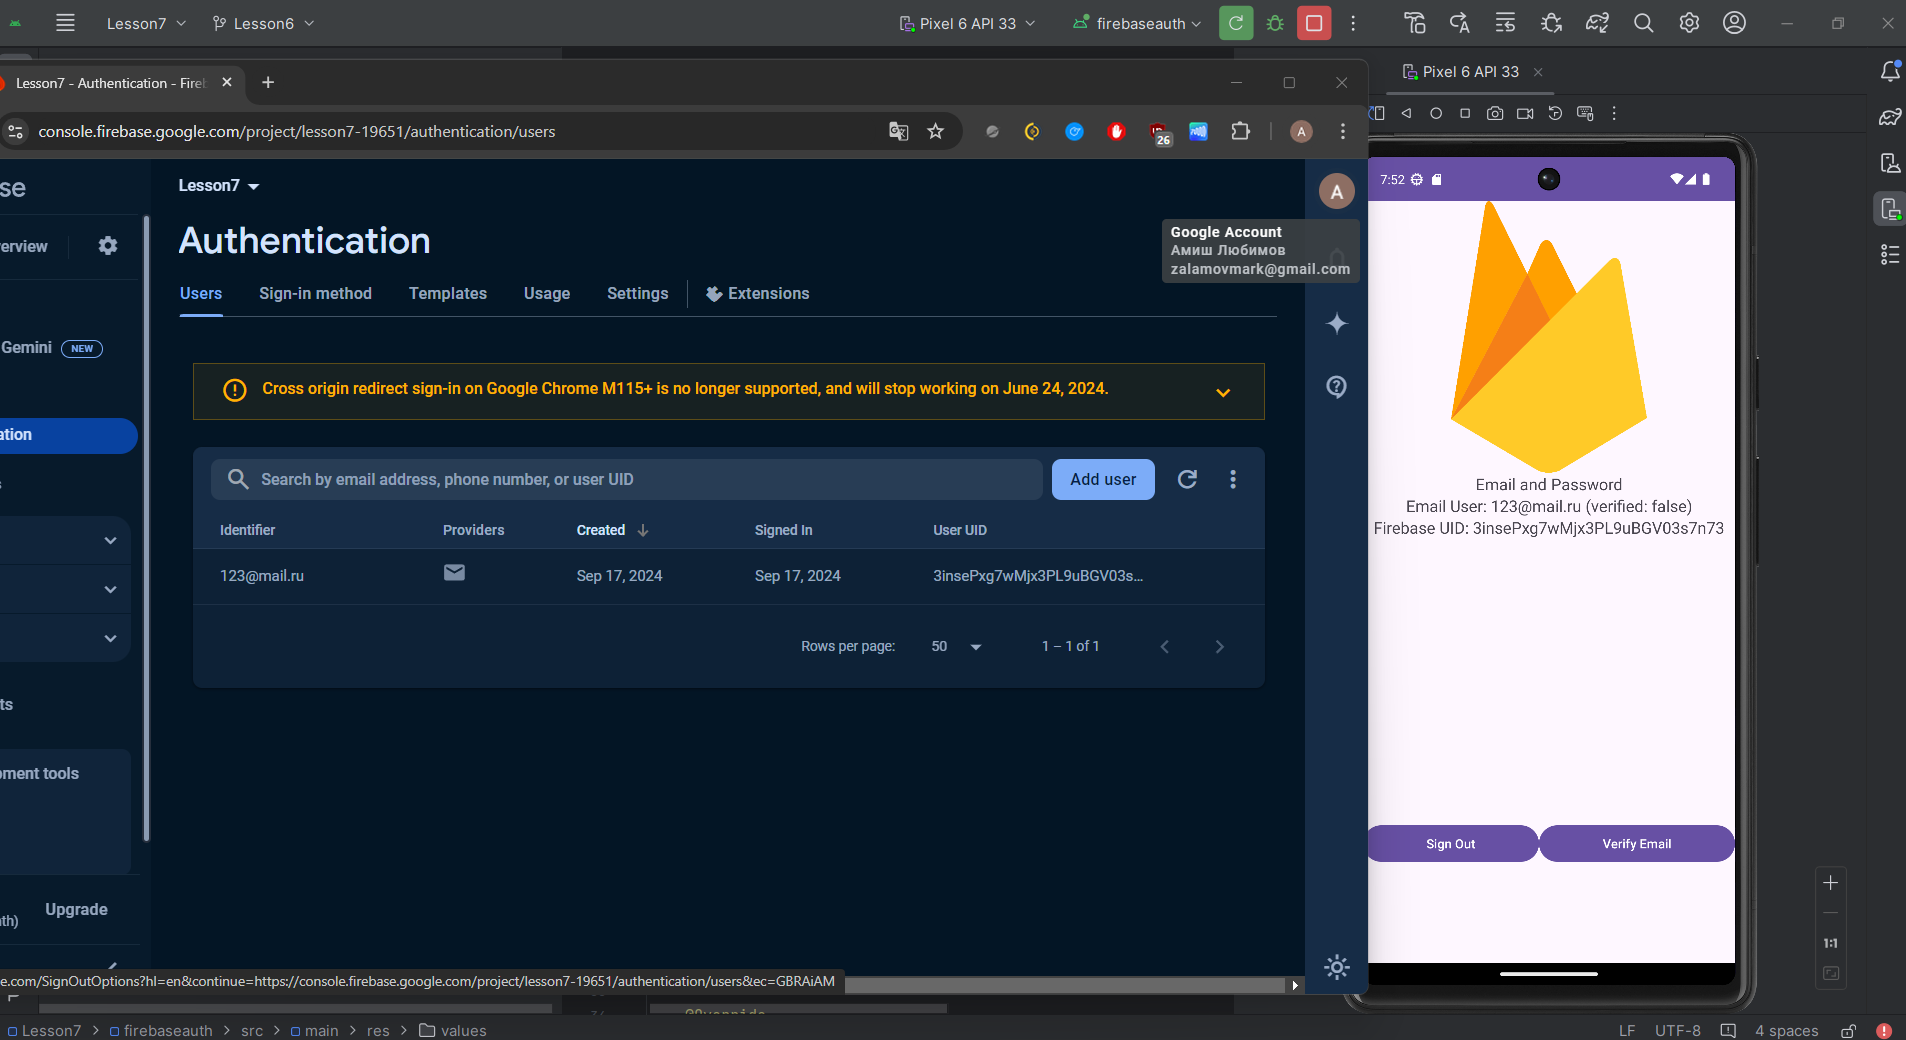 Lesson7
Lesson6
Pixel 6 API 33
firebaseauth
Lesson7 - Authentication - Fire
Pixel 6 API 33
console.firebase.google.com/project/lesson7-19651/authentication/users
26
A
se
Lesson7
A
7:52
erview
Authentication
Google Account
Амиш Любимов
zalamovmark@gmail.com
Users
Sign-in method
Templates
Usage
Settings
Extensions
Gemini
NEW
Cross origin redirect sign-in on Google Chrome M115+ is no longer supported, and will stop working on June 24, 2024.
ation
s
Search by email address, phone number, or user UID
Add user
Identifier
Providers
Created
Signed In
User UID
123@mail.ru
Sep 17, 2024
Sep 17, 2024
3insePxg7wMjx3PL9uBGV03s...
Rows per page:
50
1 – 1 of 1
Email and Password
Email User: 123@mail.ru (verified: false)
Firebase UID: 3insePxg7wMjx3PL9uBGV03s7n73
ts
pment tools
Sign Out
Verify Email
nth)
Upgrade
1:1
e.com/SignOutOptions?hl=en&continue=https://console.firebase.google.com/project/lesson7-19651/authentication/users&ec=GBRAiAM
Lesson7
firebaseauth
src
main
res
values
LF
UTF-8
4 spaces